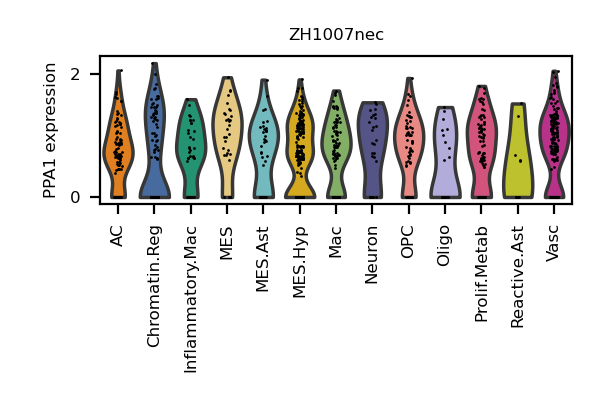 ZH1007nec
PPA1 expression
2
0
AC
Chromatin.Reg
Inflammatory.Mac
MES
MES.Ast
MES.Hyp
Mac
Neuron
OPC
Oligo
Prolif.Metab
Reactive.Ast
Vasc